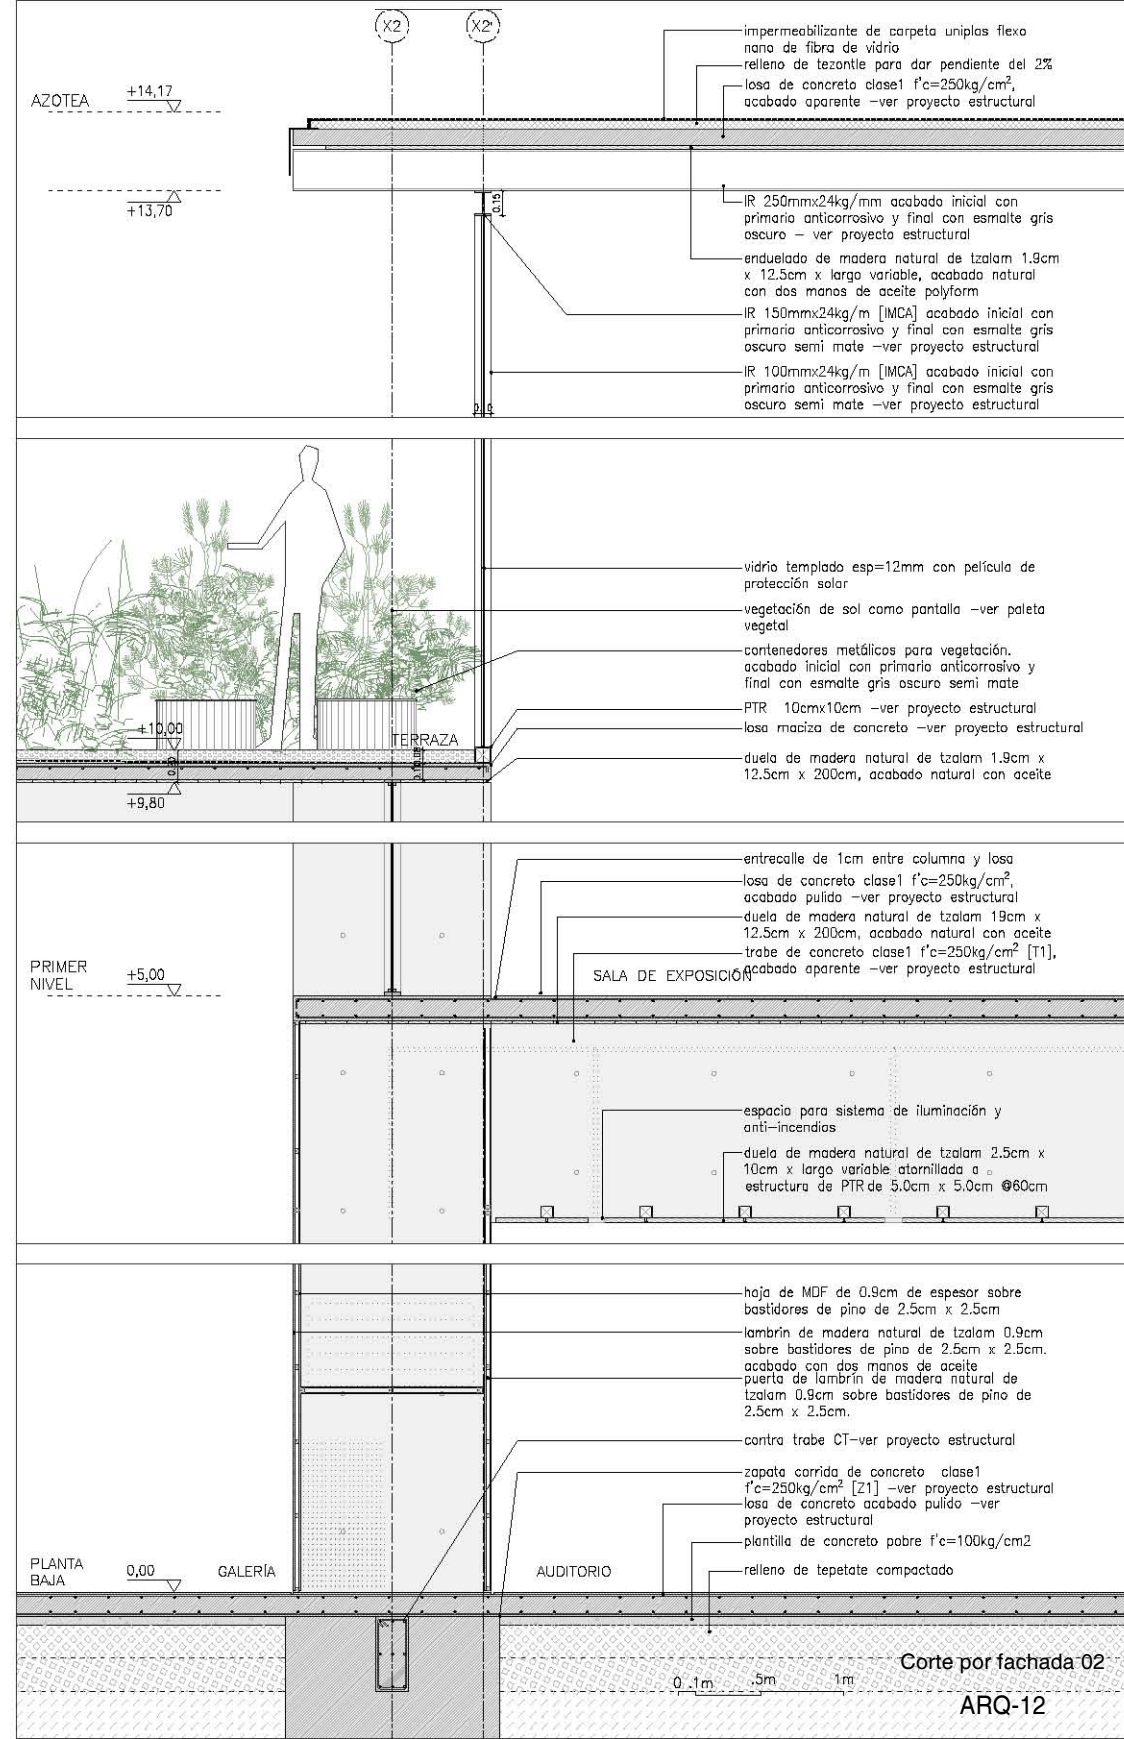 X2
X2'
impermeabilizante de carpeta uniplas flexo
nano de fibra de vidrio
relleno de tezontle para dar pendiente del 2%
losa de concreto clase1 f'c=250kg/cm²,
acabado aparente –ver proyecto estructural
AZOTEA
+14,17
+13,70
0.15
IR 250mmx24kg/mm acabado inicial con
primario anticorrosivo y final con esmalte gris
oscuro – ver proyecto estructural
enduelado de madera natural de tzalam 1.9cm
x 12.5cm x largo variable, acabado natural
con dos manos de aceite polyform
IR 150mmx24kg/m [IMCA] acabado inicial con
primario anticorrosivo y final con esmalte gris
oscuro semi mate –ver proyecto estructural
IR 100mmx24kg/m [IMCA] acabado inicial con
primario anticorrosivo y final con esmalte gris
oscuro semi mate –ver proyecto estructural
vidrio templado esp=12mm con película de
protección solar
vegetación de sol como pantalla –ver paleta
vegetal
contenedores metálicos para vegetación.
acabado inicial con primario anticorrosivo y
final con esmalte gris oscuro semi mate
PTR 10cmx10cm –ver proyecto estructural
losa maciza de concreto –ver proyecto estructural
duela de madera natural de tzalam 1.9cm x
12.5cm x 200cm, acabado natural con aceite
+10,00
TERRAZA
0.20
+9,80
entrecalle de 1cm entre columna y losa
losa de concreto clase1 f'c=250kg/cm²,
acabado pulido –ver proyecto estructural
duela de madera natural de tzalam 19cm x
12.5cm x 200cm, acabado natural con aceite
trabe de concreto clase1 f'c=250kg/cm² [T1],
acabado aparente –ver proyecto estructural
PRIMER
NIVEL
+5,00
SALA DE EXPOSICIÓN
espacio para sistema de iluminación y
anti–incendios
duela de madera natural de tzalam 2.5cm x
10cm x largo variable atornillada a
estructura de PTR de 5.0cm x 5.0cm @60cm
hoja de MDF de 0.9cm de espesor sobre
bastidores de pino de 2.5cm x 2.5cm
lambrin de madera natural de tzalam 0.9cm
sobre bastidores de pino de 2.5cm x 2.5cm.
acabado con dos manos de aceite
puerta de lambrín de madera natural de
tzalam 0.9cm sobre bastidores de pino de
2.5cm x 2.5cm.
contra trabe CT–ver proyecto estructural
zapata corrida de concreto clase1
f'c=250kg/cm² [Z1] –ver proyecto estructural
losa de concreto acabado pulido –ver
proyecto estructural
plantilla de concreto pobre f'c=100kg/cm2
relleno de tepetate compactado
PLANTA
BAJA
0,00
GALERÍA
AUDITORIO
0 .1m .5m 1m
Corte por fachada 02
ARQ-12